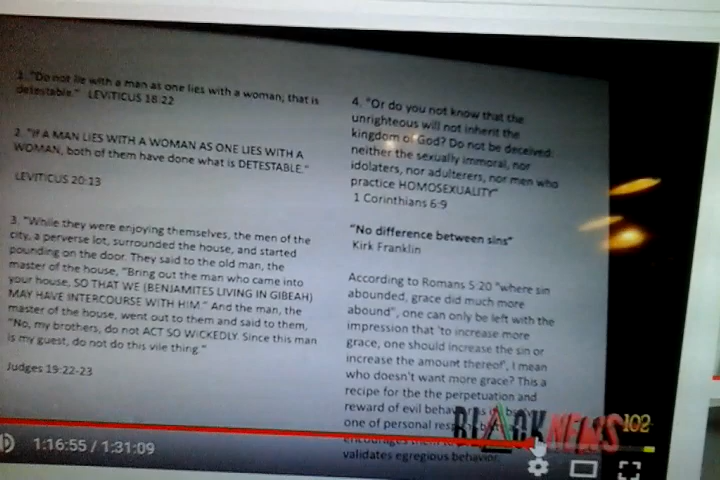 1. "Do not lie with a man as one lies with a woman; that is
detestable." LEVITICUS 18:22
2. "If A MAN LIES WITH A WOMAN AS ONE LIES WITH A
WOMAN, both of them have done what is DETESTABLE."
LEVITICUS 20:13
3. "While they were enjoying themselves, the men of the
city, a perverse lot, surrounded the house, and started
pounding on the door. They said to the old man, the
master of the house, "Bring out the man who came into
your house, SO THAT WE (BENJAMITES LIVING IN GIBEAH)
MAY HAVE INTERCOURSE WITH HIM." And the man, the
master of the house, went out to them and said to them,
"No, my brothers, do not ACT SO WICKEDLY. Since this man
is my guest, do not do this vile thing."
Judges 19:22-23
4. "Or do you not know that the
unrighteous will not inherit the
kingdom of God? Do not be deceived:
neither the sexually immoral, nor
idolaters, nor adulterers, nor men who
practice HOMOSEXUALITY"
1 Corinthians 6:9
"No difference between sins"
Kirk Franklin
According to Romans 5:20 "where sin
abounded, grace did much more
abound", one can only be left with the
impression that 'to increase more
grace, one should increase the sin or
increase the amount thereof', I mean
who doesn't want more grace? This a
recipe for the the perpetuation and
reward of evil
one of personal
encourages
validates egregious behavior.
BLACKNEWS 102
1:16:55 / 1:31:09